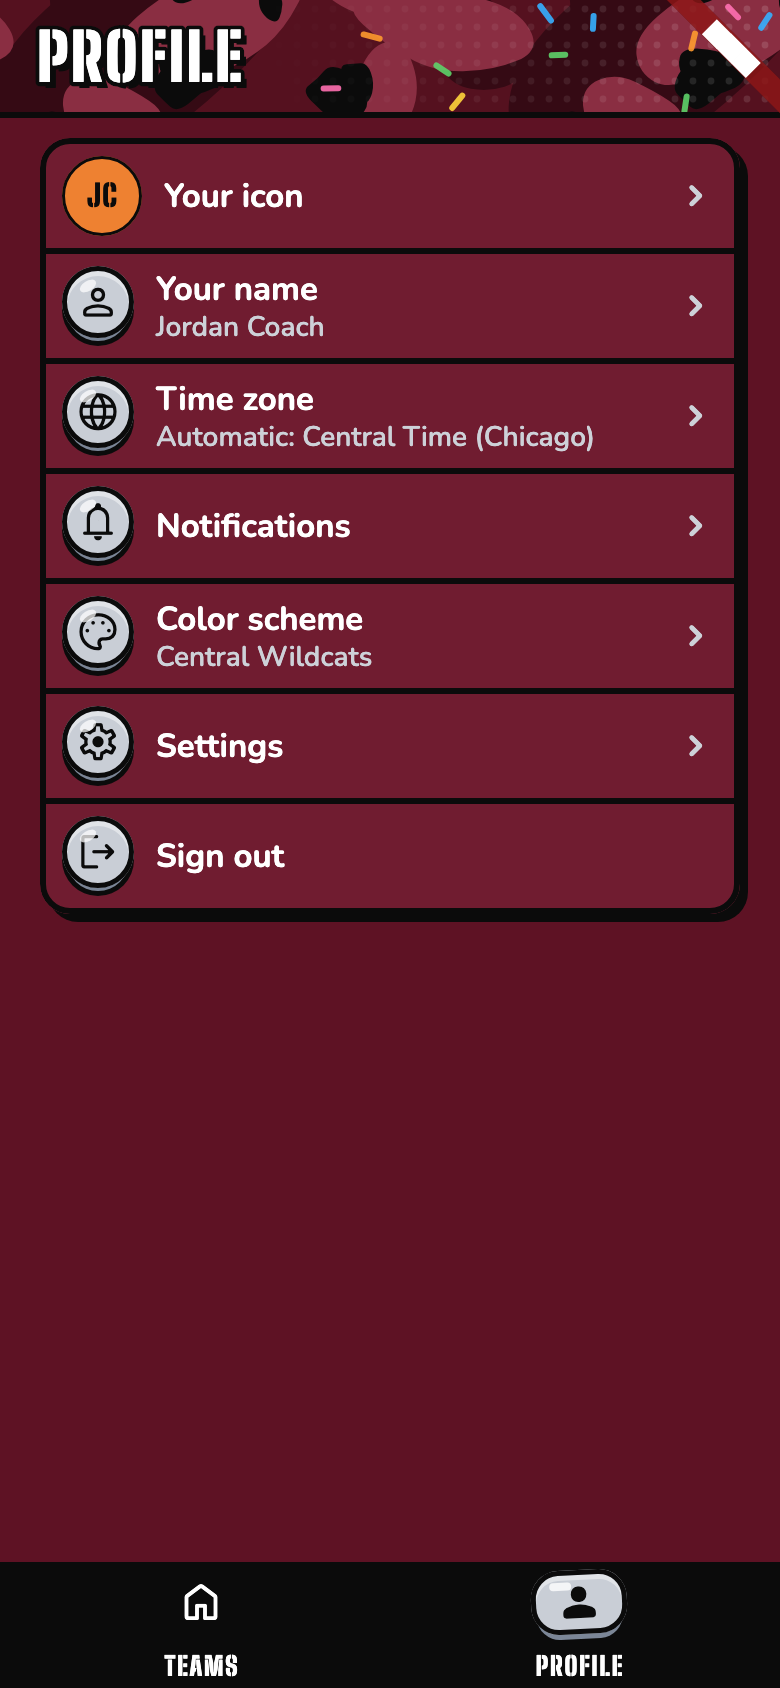 PROFILE
JC
Your icon
Your name
Jordan Coach
Time zone
Automatic: Central Time (Chicago)
Notifications
Color scheme
Central Wildcats
Settings
Sign out
TEAMS
PROFILE